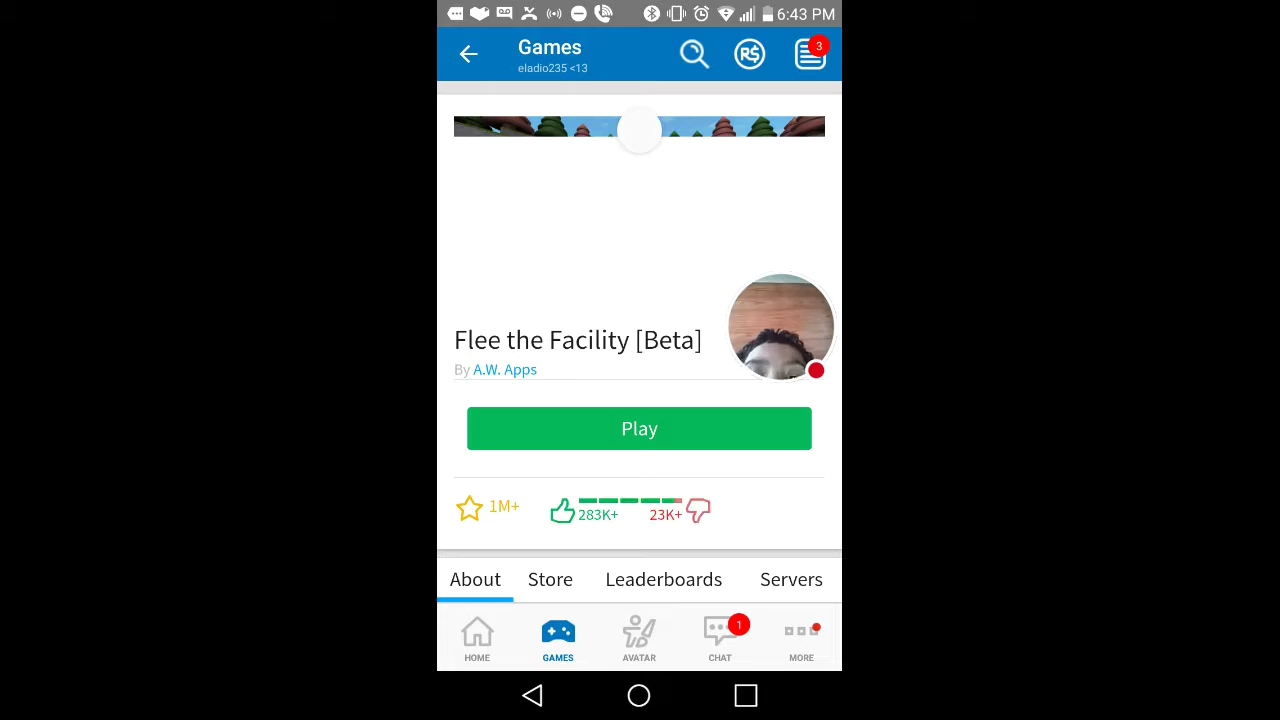 6:43 PM
Games
eladio235 <13
R$
3
Flee the Facility [Beta]
By A.W. Apps
Play
1M+
283K+
23K+
About Store Leaderboards Servers
1
HOME GAMES AVATAR CHAT MORE